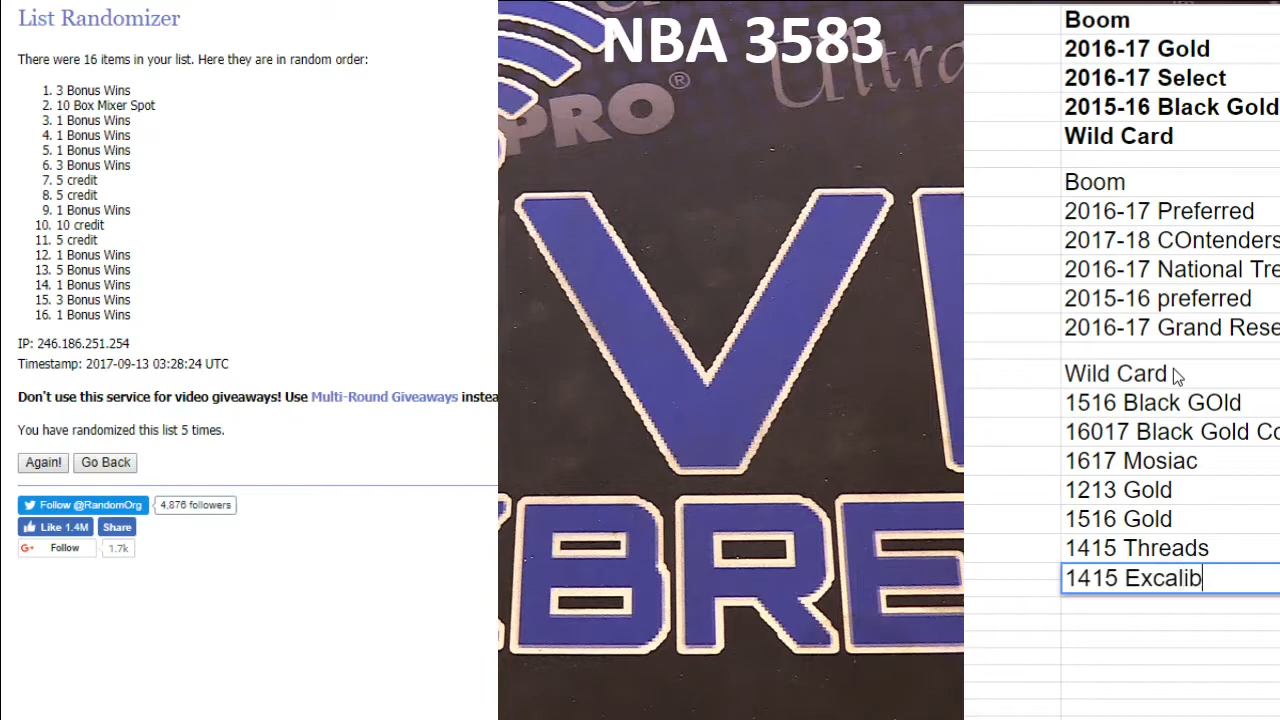 List Randomizer
There were 16 items in your list. Here they are in random order:
1. 3 Bonus Wins
2. 10 Box Mixer Spot
3. 1 Bonus Wins
4. 1 Bonus Wins
5. 1 Bonus Wins
6. 3 Bonus Wins
7. 5 credit
8. 5 credit
9. 1 Bonus Wins
10. 10 credit
11. 5 credit
12. 1 Bonus Wins
13. 5 Bonus Wins
14. 1 Bonus Wins
15. 3 Bonus Wins
16. 1 Bonus Wins
IP: 246.186.251.254
Timestamp: 2017-09-13 03:28:24 UTC
Don't use this service for video giveaways! Use Multi-Round Giveaways instea
You have randomized this list 5 times.
Again! Go Back
Follow @RandomOrg 4,876 followers
Like 1.4M Share
G+ Follow 1.7k
NBA 3583
Ultra
PRO®
V
BRE
Boom
2016-17 Gold
2016-17 Select
2015-16 Black Gold
Wild Card
Boom
2016-17 Preferred
2017-18 COntenders
2016-17 National Tre
2015-16 preferred
2016-17 Grand Rese
Wild Card
1516 Black GOld
16017 Black Gold Co
1617 Mosiac
1213 Gold
1516 Gold
1415 Threads
1415 Excalib